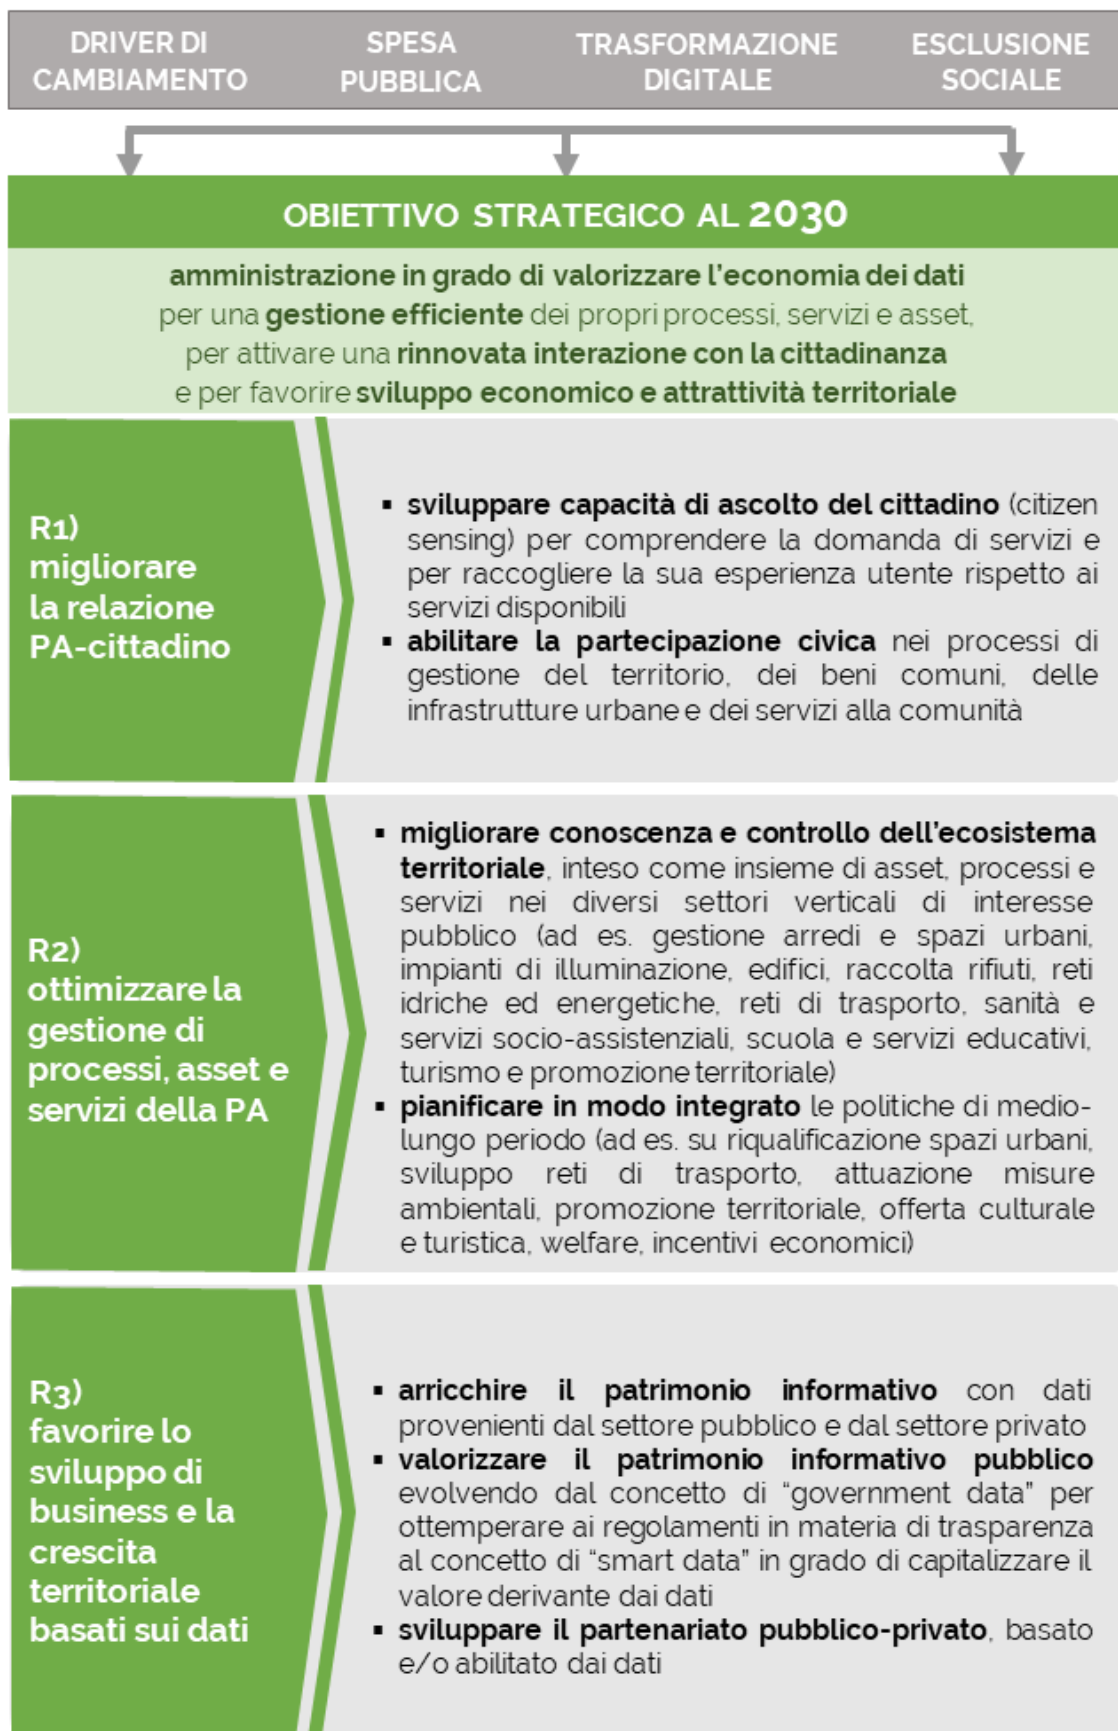 DRIVER DI
CAMBIAMENTO
SPESA
PUBBLICA
TRASFORMAZIONE
DIGITALE
ESCLUSIONE
SOCIALE
OBIETTIVO STRATEGICO AL 2030
amministrazione in grado di valorizzare l'economia dei dati
per una gestione efficiente dei propri processi, servizi e asset,
per attivare una rinnovata interazione con la cittadinanza
e per favorire sviluppo economico e attrattività territoriale
R1)
migliorare
la relazione
PA-cittadino
▪ sviluppare capacità di ascolto del cittadino (citizen
sensing) per comprendere la domanda di servizi e
per raccogliere la sua esperienza utente rispetto ai
servizi disponibili
▪ abilitare la partecipazione civica nei processi di
gestione del territorio, dei beni comuni, delle
infrastrutture urbane e dei servizi alla comunità
R2)
ottimizzare la
gestione di
processi, asset e
servizi della PA
▪ migliorare conoscenza e controllo dell'ecosistema
territoriale, inteso come insieme di asset, processi e
servizi nei diversi settori verticali di interesse
pubblico (ad es. gestione arredi e spazi urbani,
impianti di illuminazione, edifici, raccolta rifiuti, reti
idriche ed energetiche, reti di trasporto, sanità e
servizi socio-assistenziali, scuola e servizi educativi,
turismo e promozione territoriale)
▪ pianificare in modo integrato le politiche di medio-
lungo periodo (ad es. su riqualificazione spazi urbani,
sviluppo reti di trasporto, attuazione misure
ambientali, promozione territoriale, offerta culturale
e turistica, welfare, incentivi economici)
R3)
favorire lo
sviluppo di
business e la
crescita
territoriale
basati sui dati
▪ arricchire il patrimonio informativo con dati
provenienti dal settore pubblico e dal settore privato
▪ valorizzare il patrimonio informativo pubblico
evolvendo dal concetto di "government data" per
ottemperare ai regolamenti in materia di trasparenza
al concetto di "smart data" in grado di capitalizzare il
valore derivante dai dati
▪ sviluppare il partenariato pubblico-privato, basato
e/o abilitato dai dati